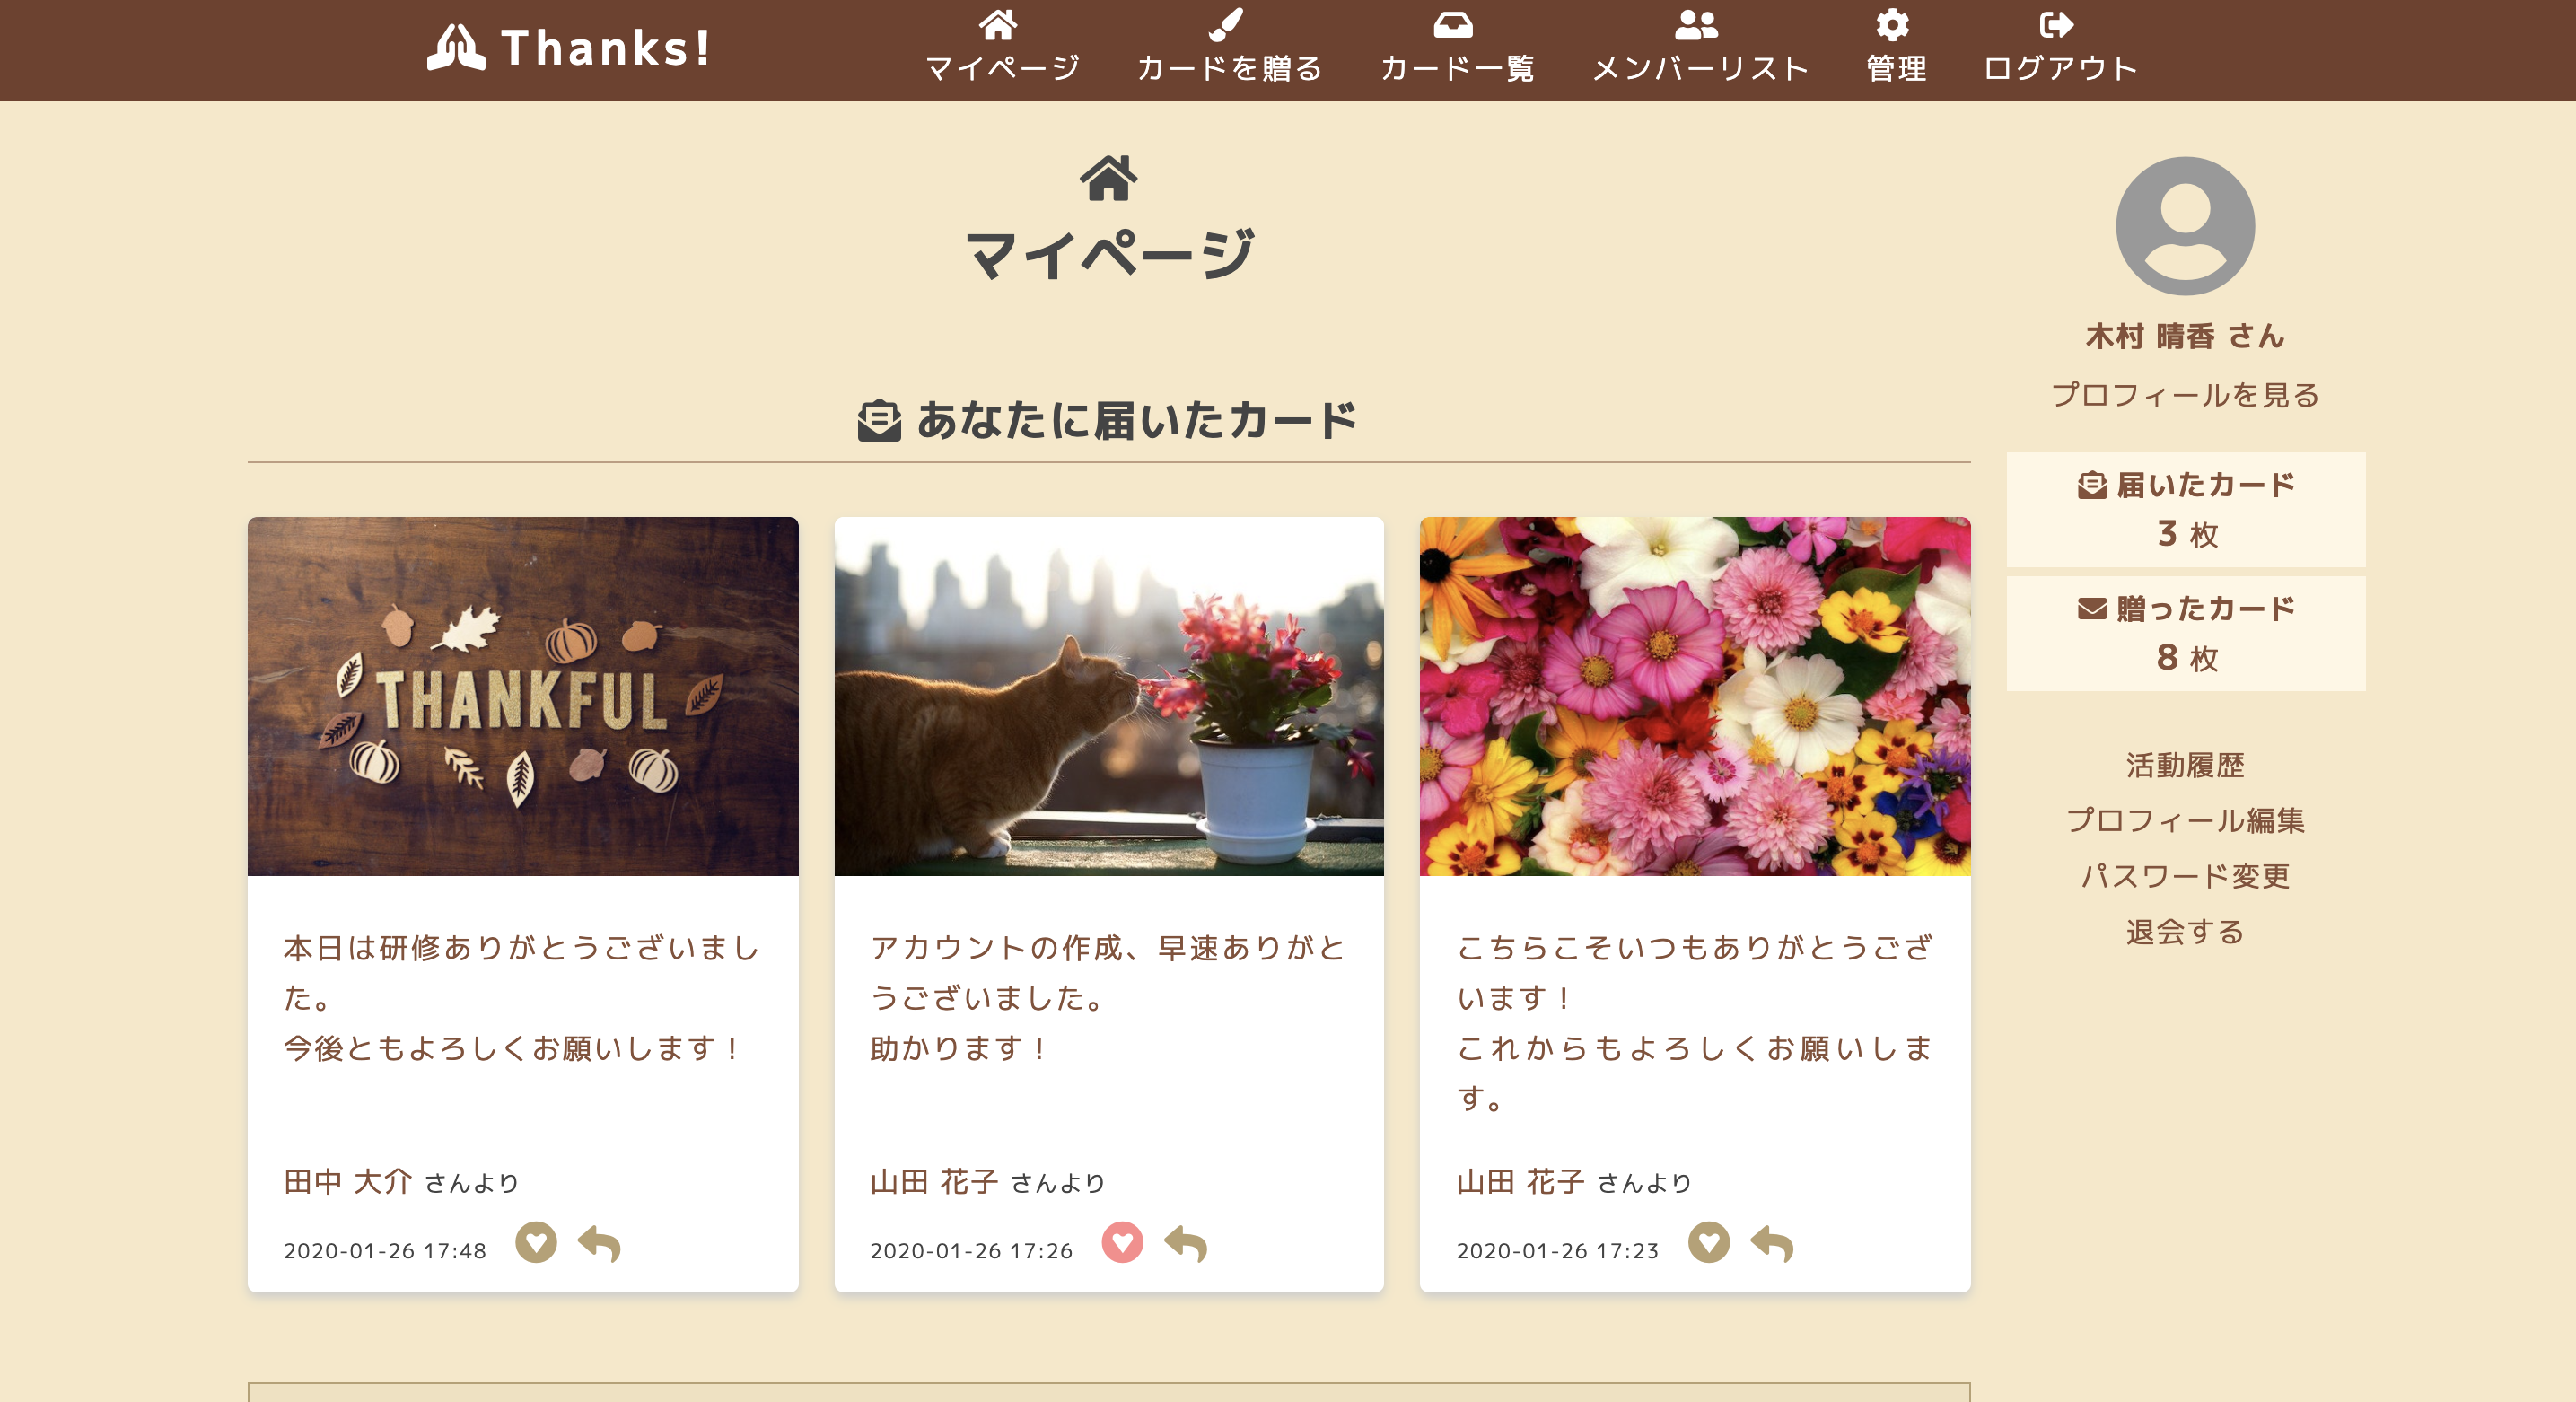 Thanks!
マイページ
カードを贈る
カード一覧
メンバーリスト
管理
ログアウト
マイページ
あなたに届いたカード
THANKFUL
本日は研修ありがとうございまし
た。
今後ともよろしくお願いします！
田中 大介 さんより
2020-01-26 17:48
アカウントの作成、早速ありがと
うございました。
助かります！
山田 花子 さんより
2020-01-26 17:26
こちらこそいつもありがとうござ
います！
これからもよろしくお願いしま
す。
山田 花子 さんより
2020-01-26 17:23
木村 晴香 さん
プロフィールを見る
届いたカード
3 枚
贈ったカード
8 枚
活動履歴
プロフィール編集
パスワード変更
退会する